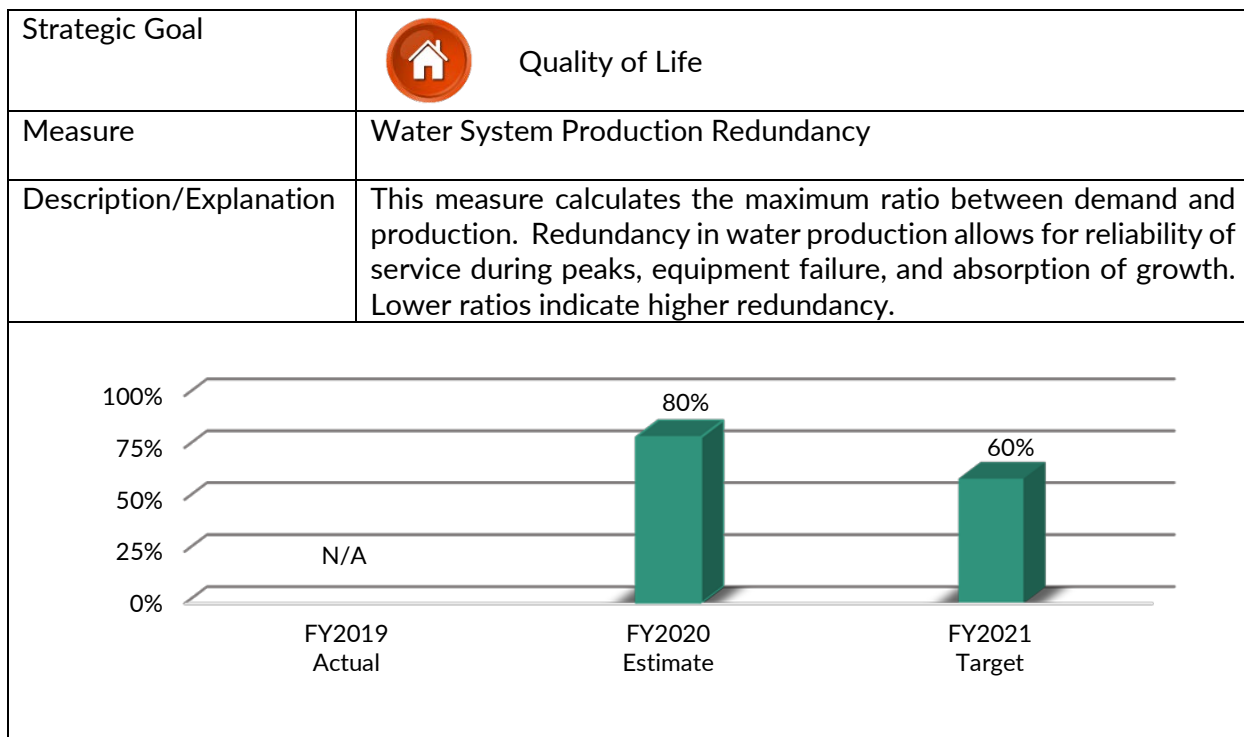 Strategic Goal
Quality of Life
Measure
Water System Production Redundancy
Description/Explanation
This measure calculates the maximum ratio between demand and
production. Redundancy in water production allows for reliability of
service during peaks, equipment failure, and absorption of growth.
Lower ratios indicate higher redundancy.
100%
75%
50%
25%
0%
N/A
80%
60%
FY2019
Actual
FY2020
Estimate
FY2021
Target